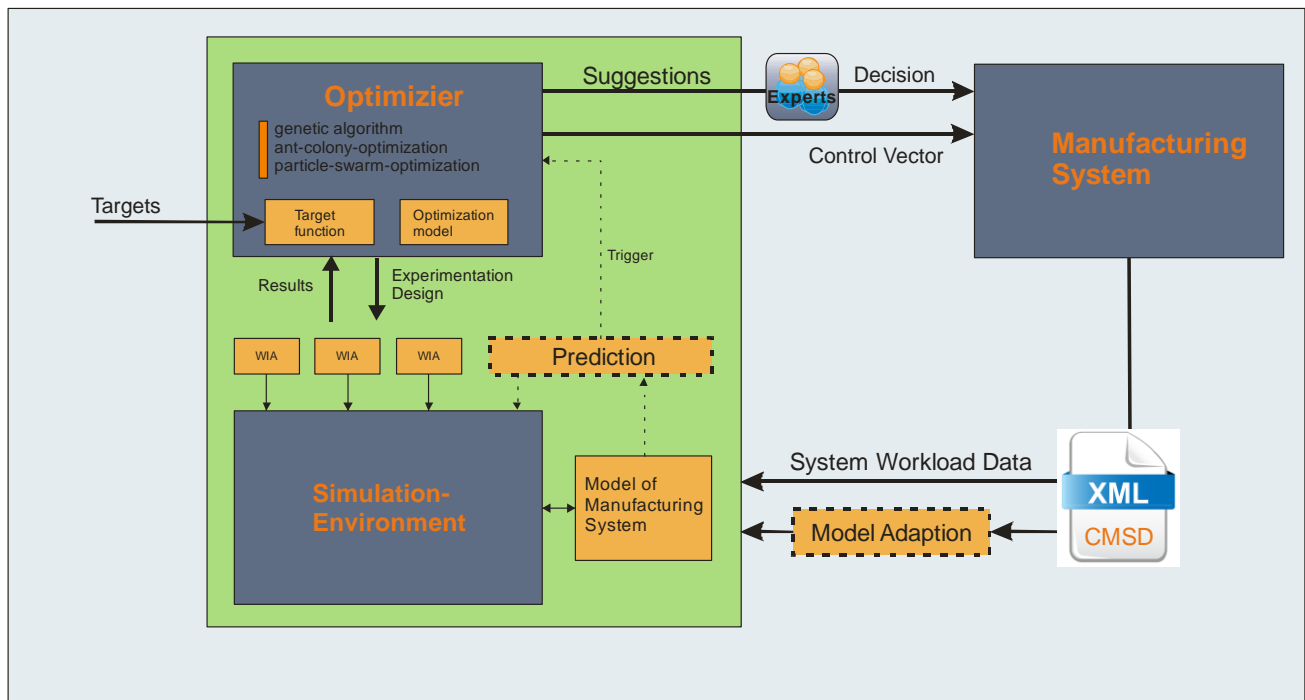 Suggestions
Experts
Decision
Optimizier
genetic algorithm
ant-colony-optimization
particle-swarm-optimization
Control Vector
Manufacturing
System
Targets
Target
function
Optimization
model
Trigger
Results
Experimentation
Design
WIA
WIA
WIA
Prediction
System Workload Data
Simulation-
Environment
Model of
Manufacturing
System
Model Adaption
XML
CMSD